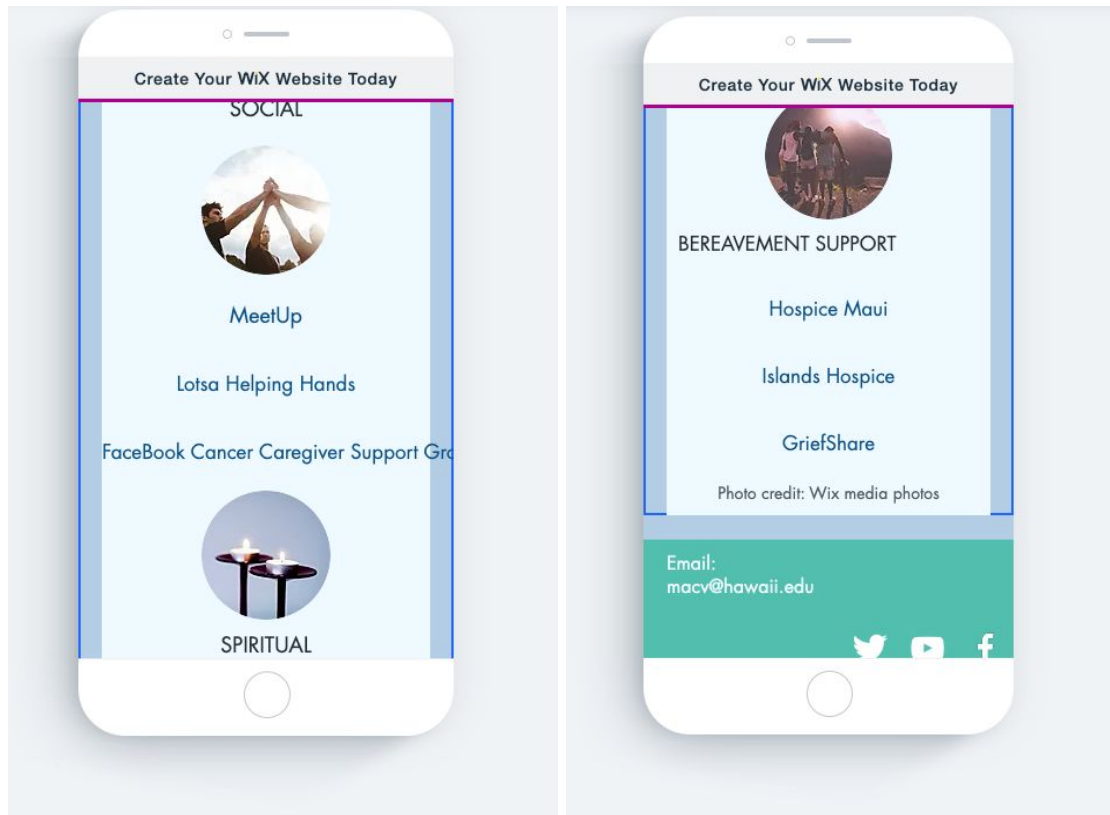 Create Your WiX Website Today
SOCIAL
MeetUp
Lotsa Helping Hands
FaceBook Cancer Caregiver Support Gro
SPIRITUAL
Create Your WiX Website Today
BEREAVEMENT SUPPORT
Hospice Maui
Islands Hospice
GriefShare
Photo credit: Wix media photos
Email:
macv@hawaii.edu